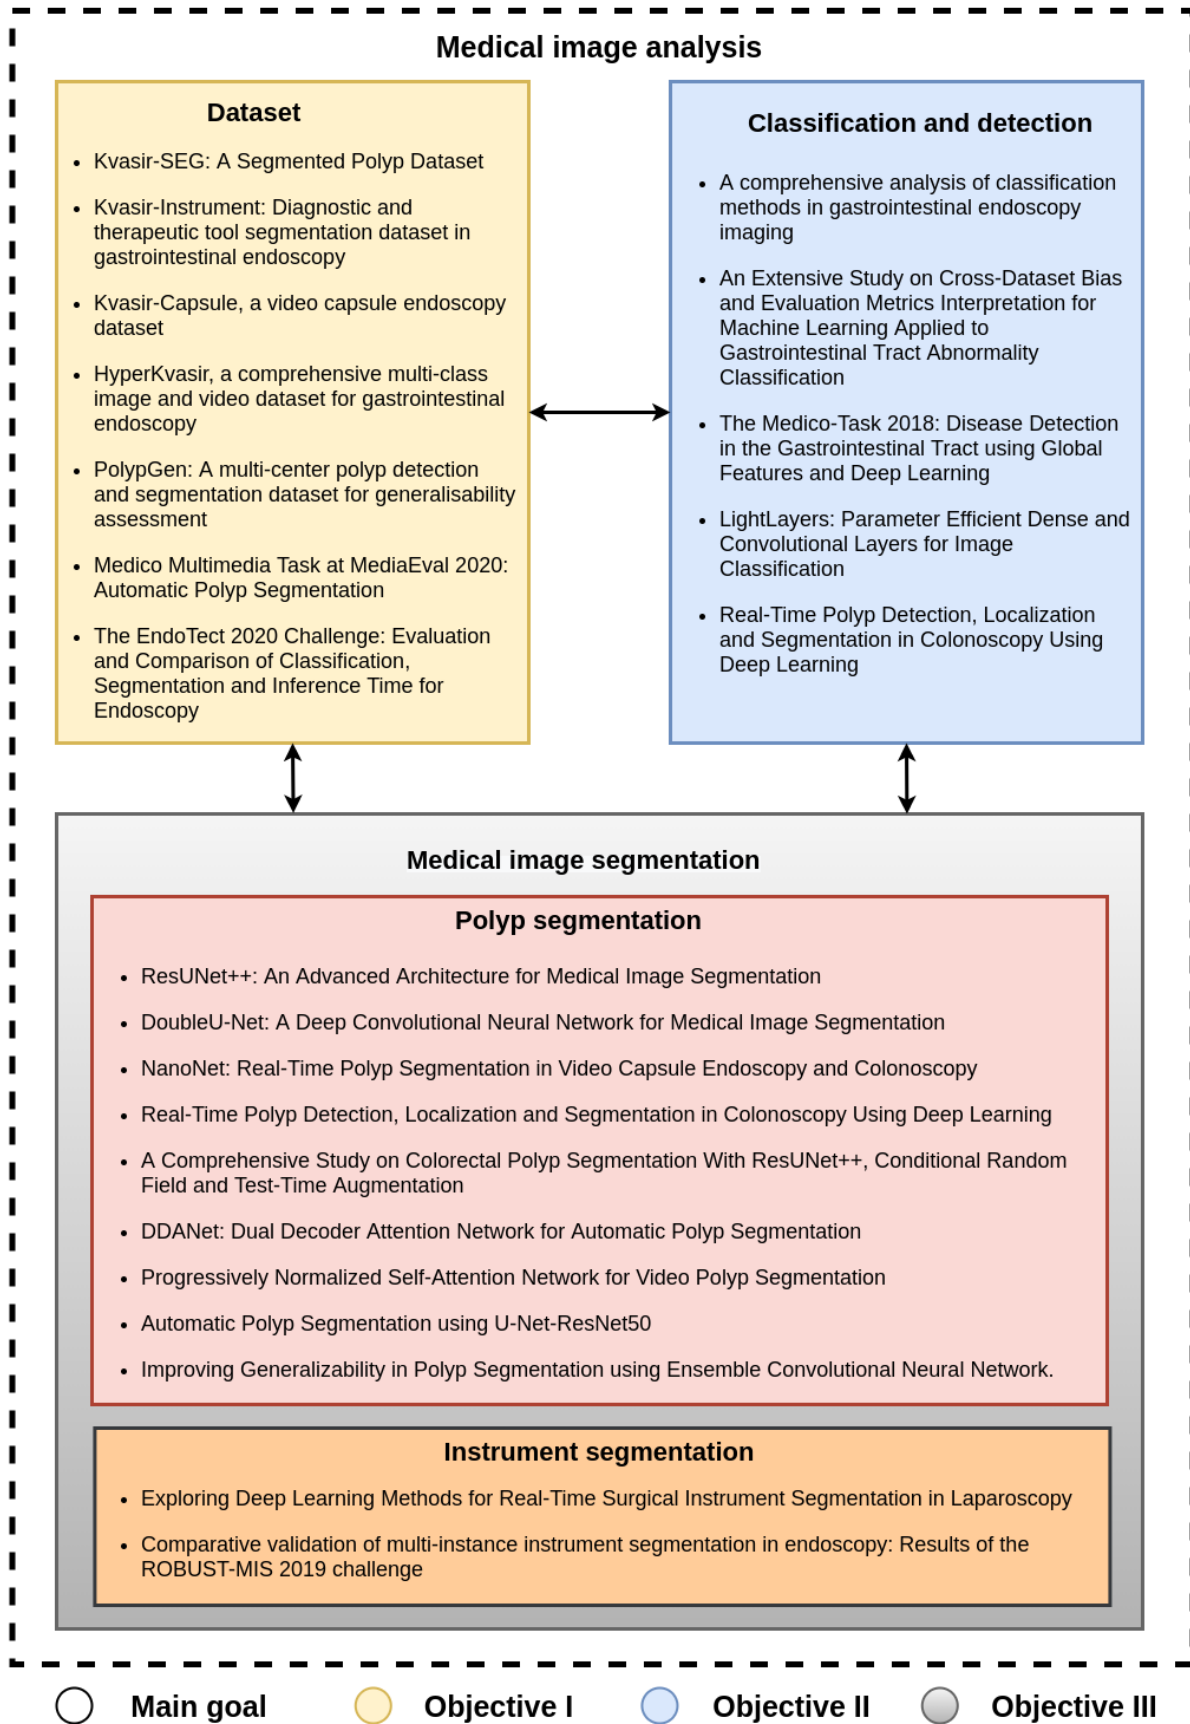 Medical image analysis
Dataset
• Kvasir-SEG: A Segmented Polyp Dataset
• Kvasir-Instrument: Diagnostic and
therapeutic tool segmentation dataset in
gastrointestinal endoscopy
• Kvasir-Capsule, a video capsule endoscopy
dataset
• HyperKvasir, a comprehensive multi-class
image and video dataset for gastrointestinal
endoscopy
• PolypGen: A multi-center polyp detection
and segmentation dataset for generalisability
assessment
• Medico Multimedia Task at MediaEval 2020:
Automatic Polyp Segmentation
• The EndoTect 2020 Challenge: Evaluation
and Comparison of Classification,
Segmentation and Inference Time for
Endoscopy
Classification and detection
• A comprehensive analysis of classification
methods in gastrointestinal endoscopy
imaging
• An Extensive Study on Cross-Dataset Bias
and Evaluation Metrics Interpretation for
Machine Learning Applied to
Gastrointestinal Tract Abnormality
Classification
• The Medico-Task 2018: Disease Detection
in the Gastrointestinal Tract using Global
Features and Deep Learning
• LightLayers: Parameter Efficient Dense and
Convolutional Layers for Image
Classification
• Real-Time Polyp Detection, Localization
and Segmentation in Colonoscopy Using
Deep Learning
Medical image segmentation
Polyp segmentation
• ResUNet++: An Advanced Architecture for Medical Image Segmentation
• DoubleU-Net: A Deep Convolutional Neural Network for Medical Image Segmentation
• NanoNet: Real-Time Polyp Segmentation in Video Capsule Endoscopy and Colonoscopy
• Real-Time Polyp Detection, Localization and Segmentation in Colonoscopy Using Deep Learning
• A Comprehensive Study on Colorectal Polyp Segmentation With ResUNet++, Conditional Random
Field and Test-Time Augmentation
• DDANet: Dual Decoder Attention Network for Automatic Polyp Segmentation
• Progressively Normalized Self-Attention Network for Video Polyp Segmentation
• Automatic Polyp Segmentation using U-Net-ResNet50
• Improving Generalizability in Polyp Segmentation using Ensemble Convolutional Neural Network.
Instrument segmentation
• Exploring Deep Learning Methods for Real-Time Surgical Instrument Segmentation in Laparoscopy
• Comparative validation of multi-instance instrument segmentation in endoscopy: Results of the
ROBUST-MIS 2019 challenge
Main goal
Objective I
Objective II
Objective III